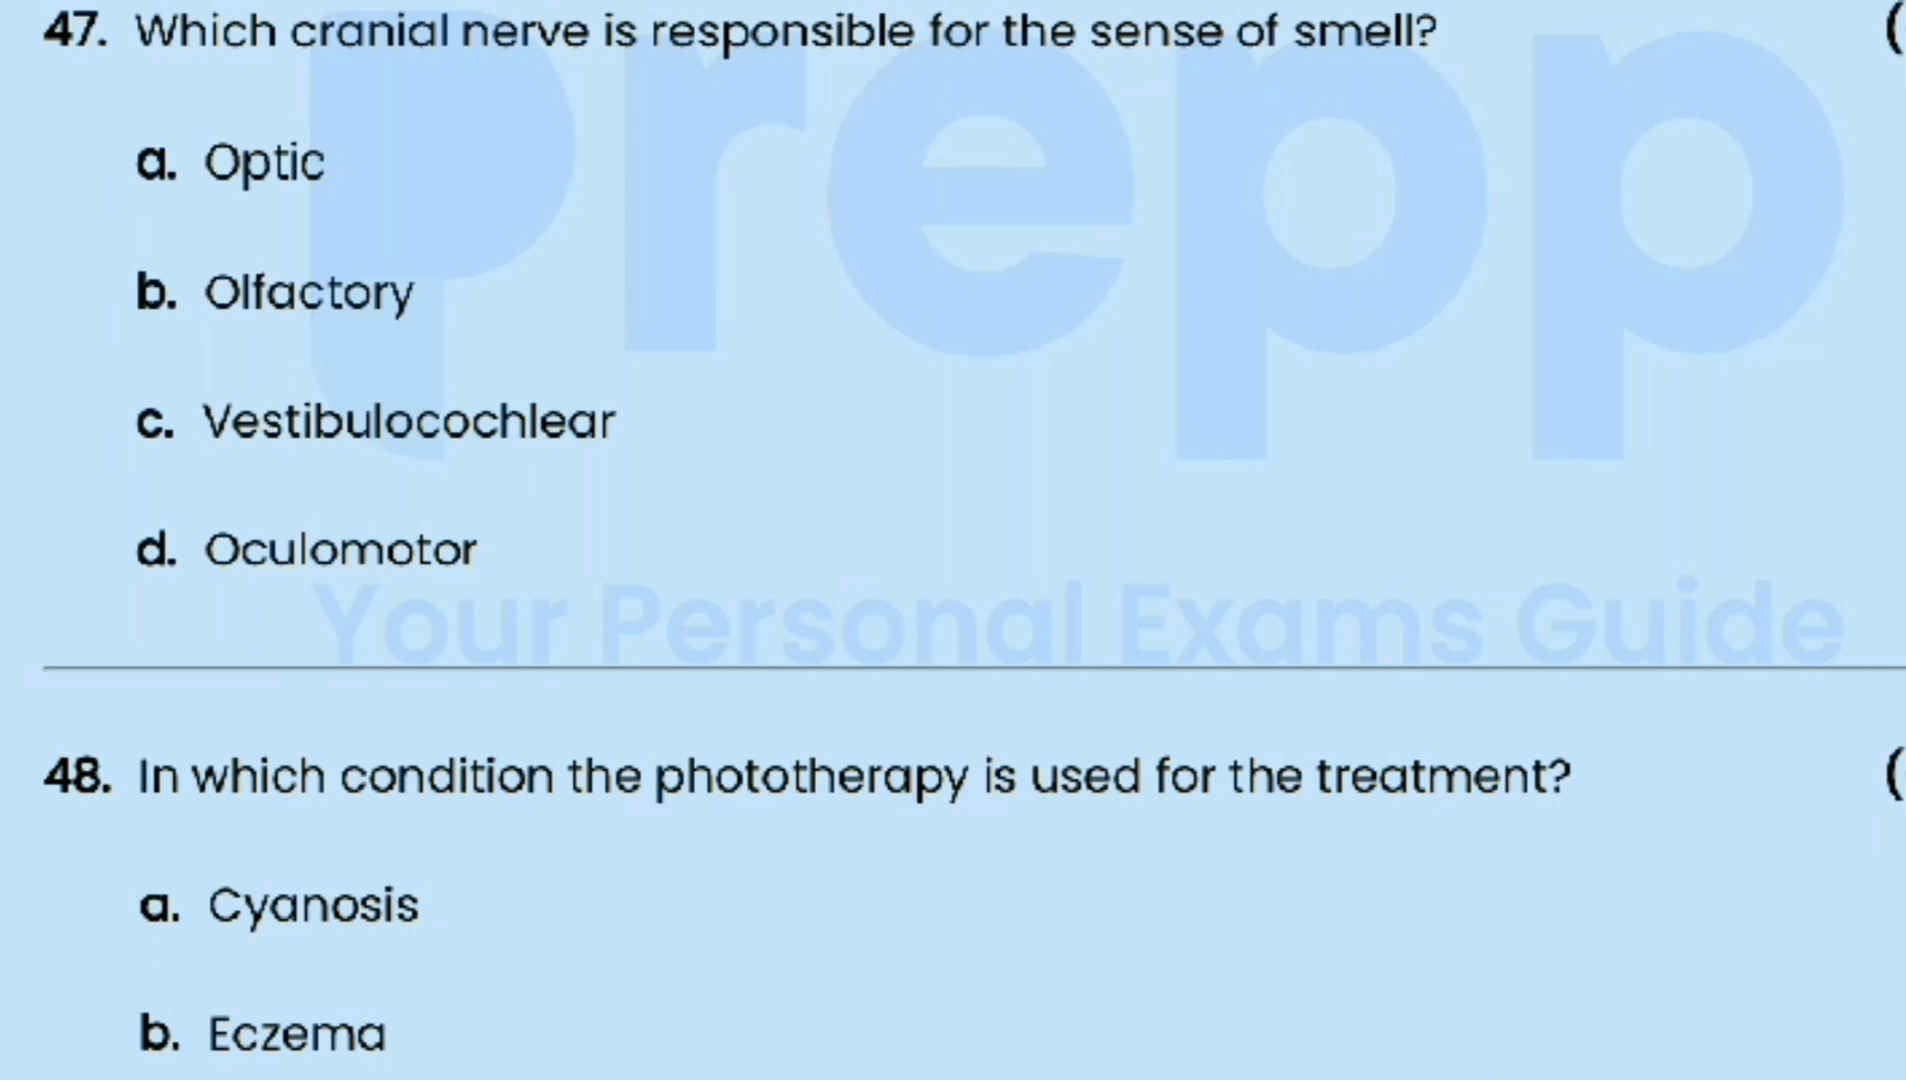 47. Which cranial nerve is responsible for the sense of smell? (
a. Optic
b. Olfactory
c. Vestibulocochlear
d. Oculomotor
prepp
Your Personal Exams Guide
48. In which condition the phototherapy is used for the treatment? (
a. Cyanosis
b. Eczema